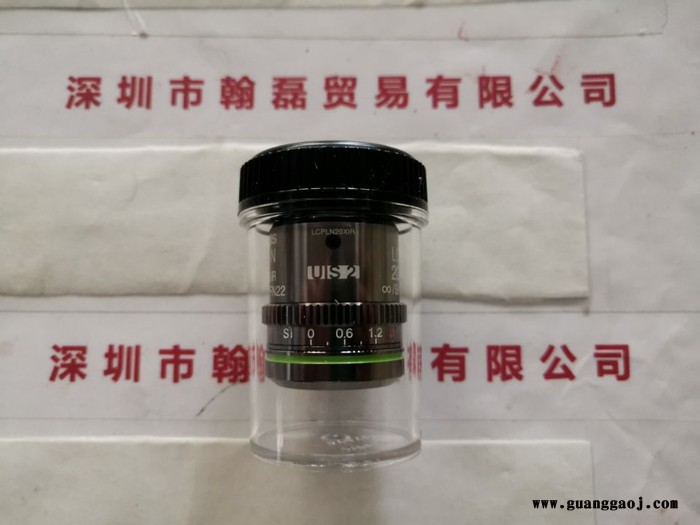 深圳市翰磊贸易有限公司
LCPLN20XIR
UIS 2
FN22
∞/
Si 0 0.6 1.2
深圳市翰 有限公司
www.guanggaoj.com